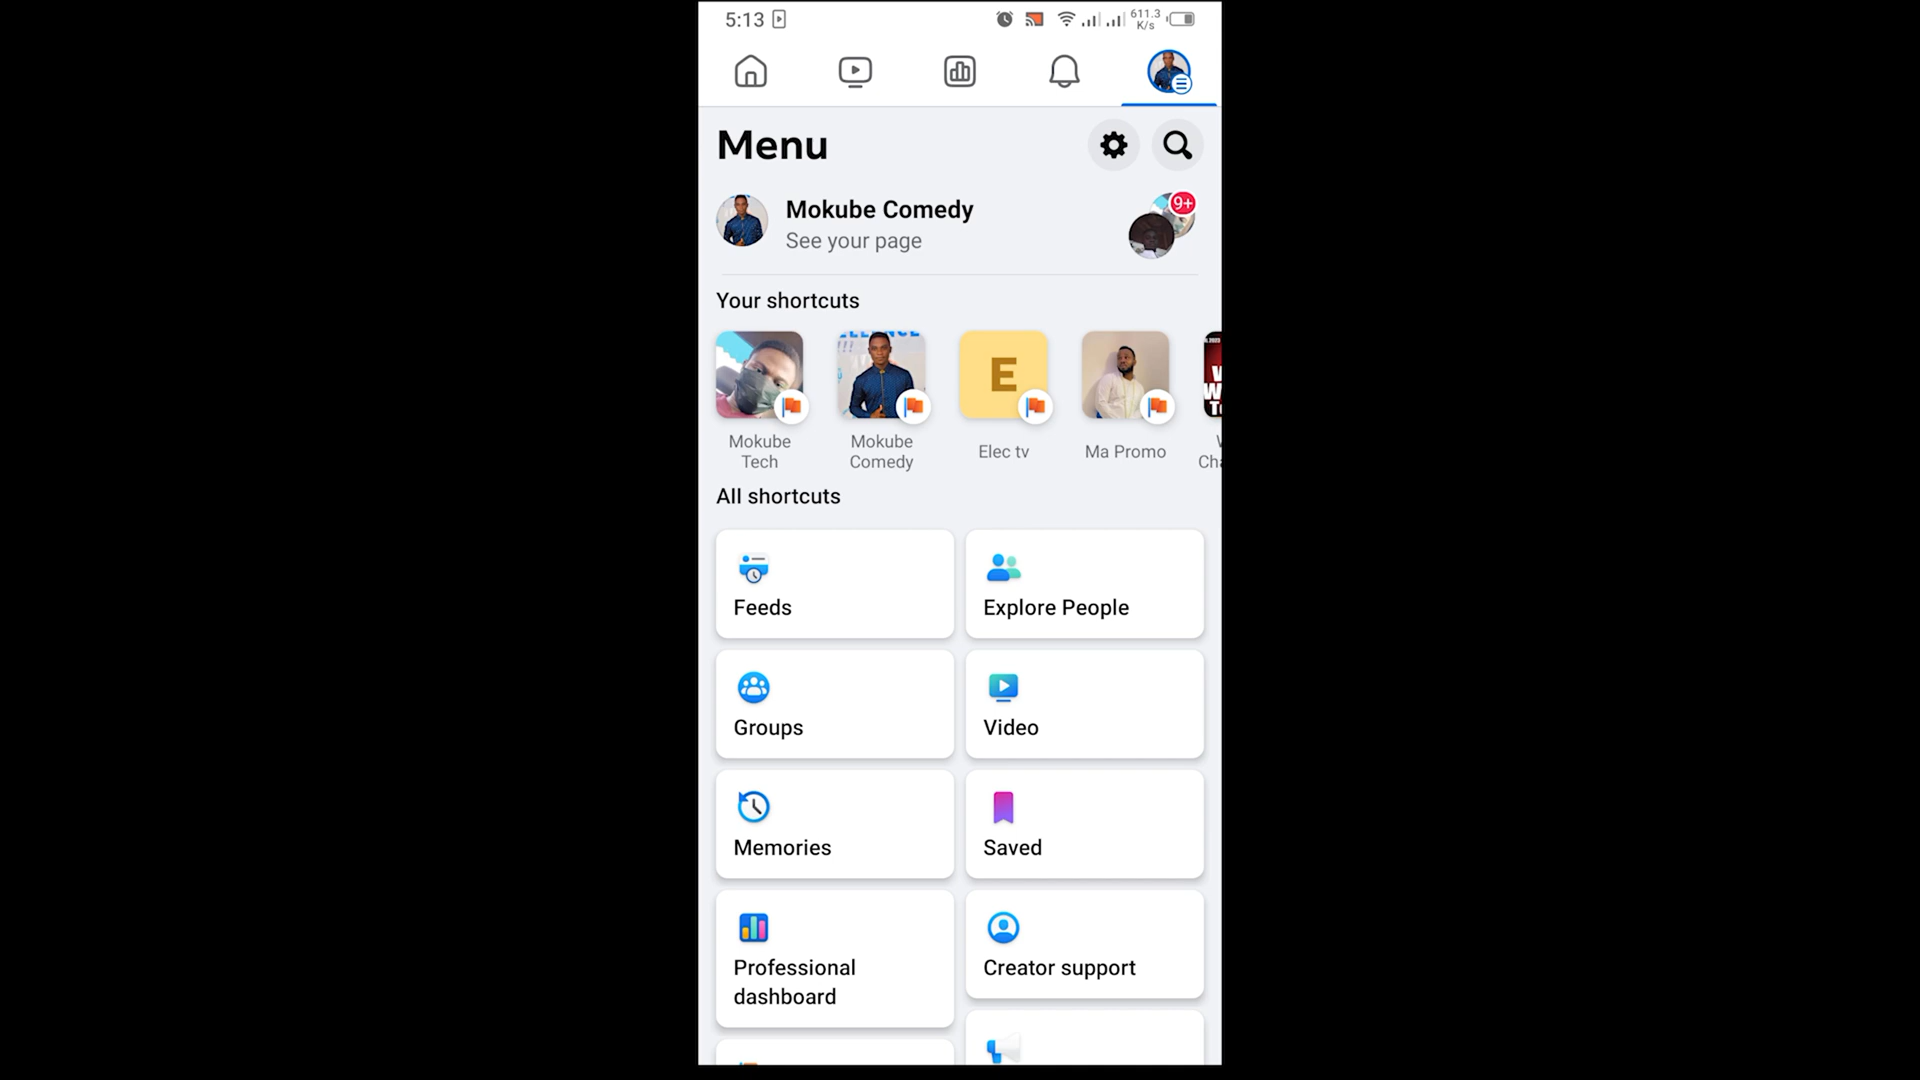 5:13
611.3
K/s
Menu
Mokube Comedy
See your page
9+
Your shortcuts
E
Mokube
Tech
Mokube
Comedy
Elec tv
Ma Promo
All shortcuts
Feeds
Explore People
Groups
Video
Memories
Saved
Professional
dashboard
Creator support